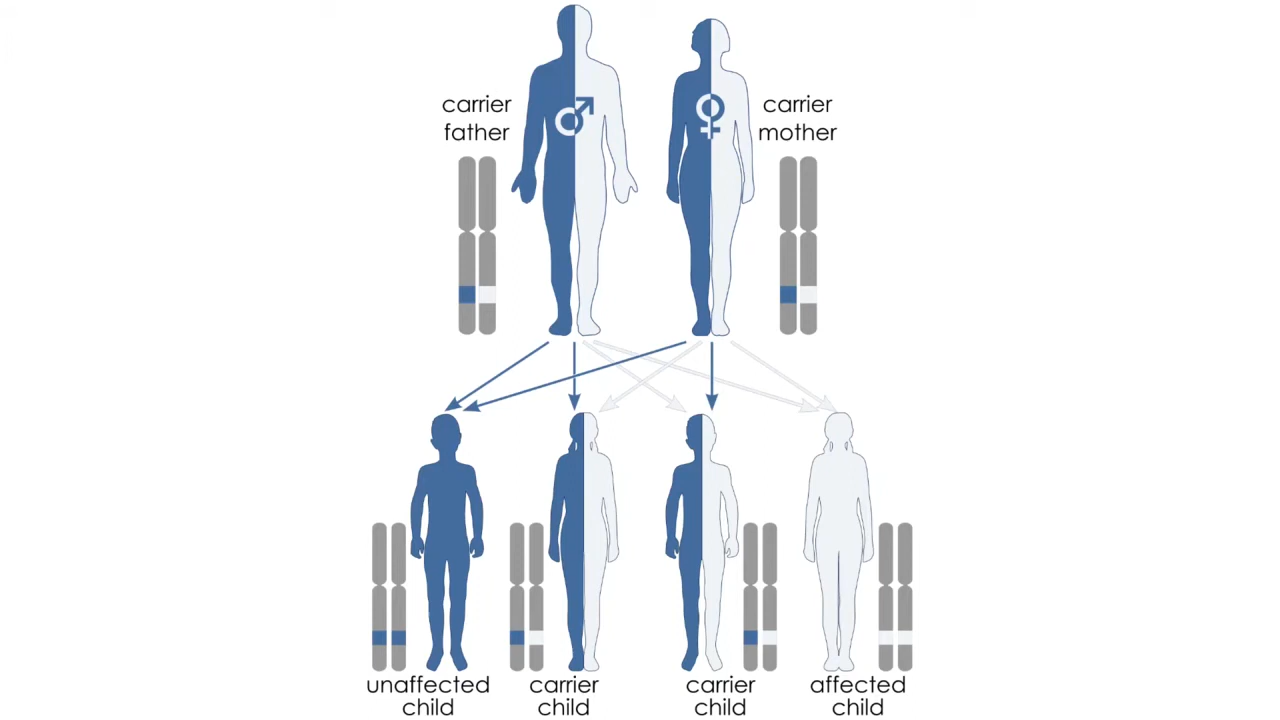 carrier
father
carrier
mother
unaffected
child
carrier
child
carrier
child
affected
child